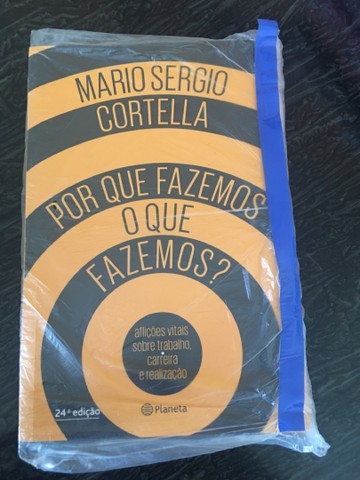 MARIO SERGIO
CORTELLA
POR QUE FAZEMOS
O QUE
FAZEMOS?
aflições vitais
sobre trabalho,
carreira
e realização
24ª edição
Planeta